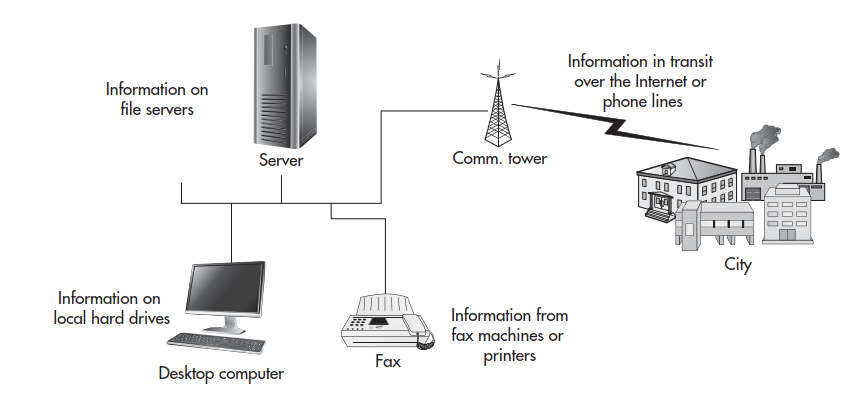 Information on
file servers
Server
Information in transit
over the Internet or
phone lines
Comm. tower
City
Information on
local hard drives
Desktop computer
Information from
fax machines or
printers
Fax